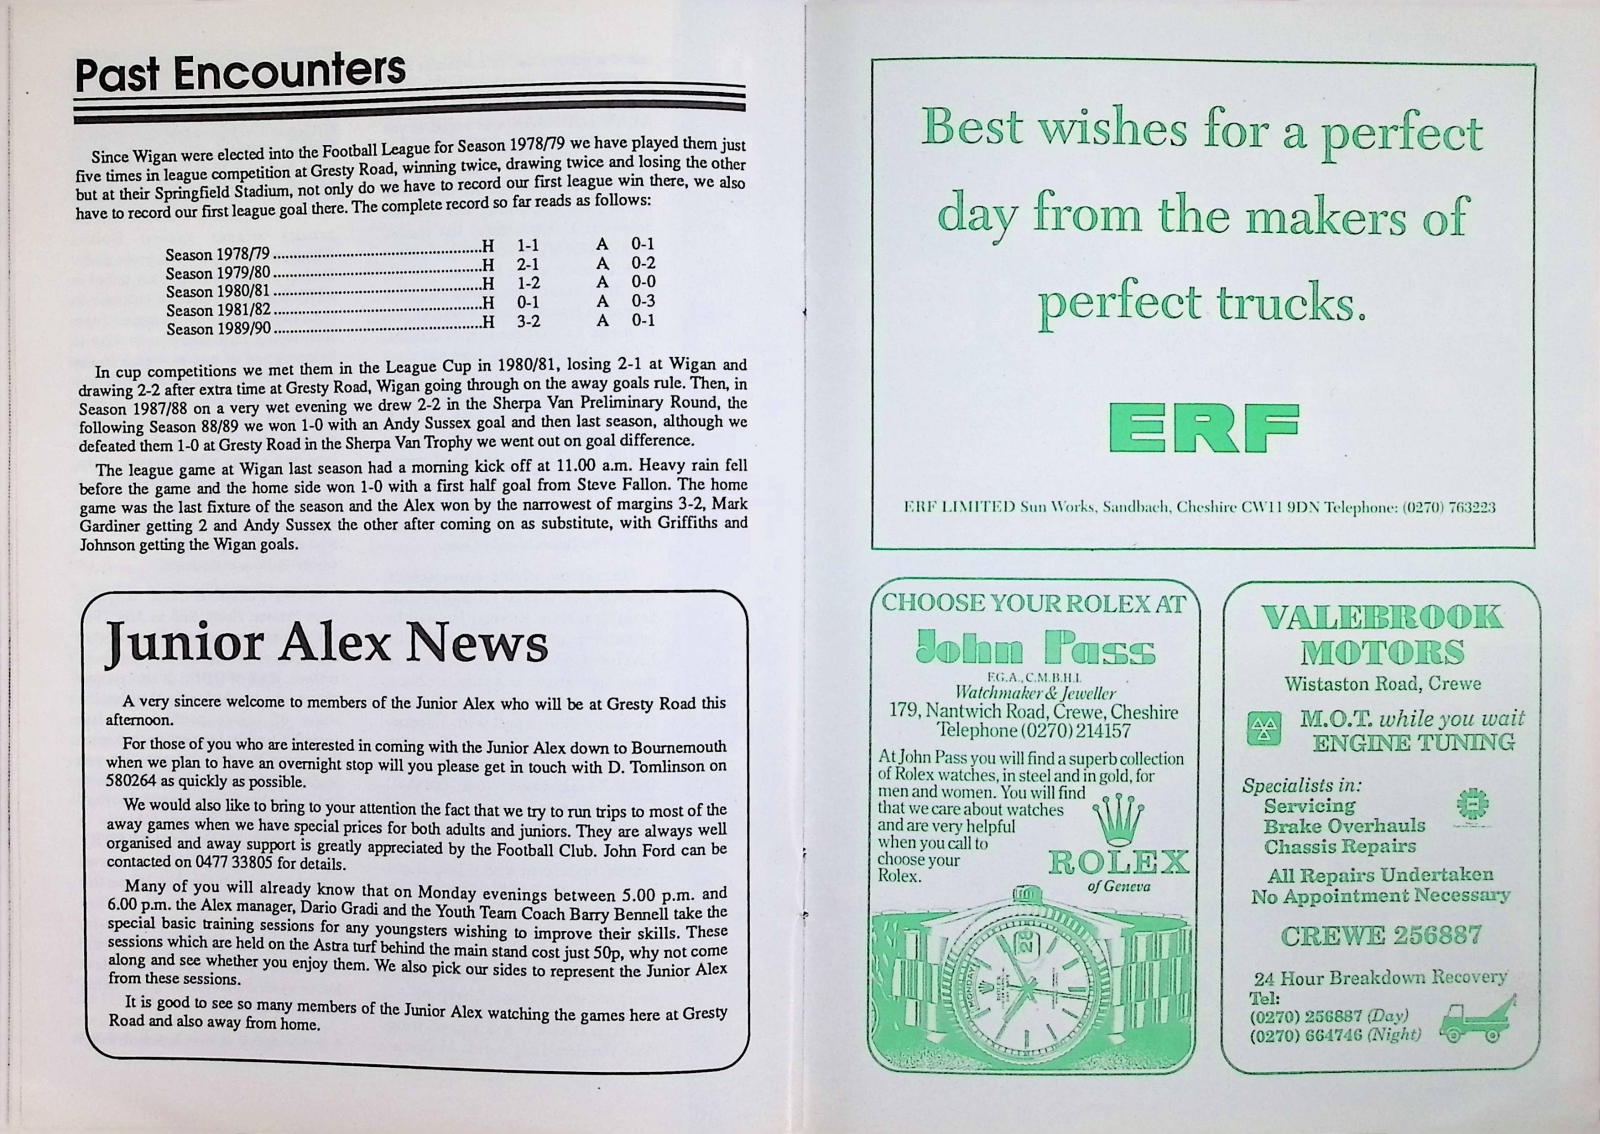 Past Encounters
Since Wigan were elected into the Football League for Season 1978/79 we have played them just
five times in league competition at Gresty Road, winning twice, drawing twice and losing the other
but at their Springfield Stadium, not only do we have to record our first league win there, we also
have to record our first league goal there. The complete record so far reads as follows:
Season 1978/79 ................................................H 1-1 A 0-1
Season 1979/80 ................................................H 2-1 A 0-2
Season 1980/81 ................................................H 1-2 A 0-0
Season 1981/82 ................................................H 0-1 A 0-3
Season 1989/90 ................................................H 3-2 A 0-1
In cup competitions we met them in the League Cup in 1980/81, losing 2-1 at Wigan and
drawing 2-2 after extra time at Gresty Road, Wigan going through on the away goals rule. Then, in
Season 1987/88 on a very wet evening we drew 2-2 in the Sherpa Van Preliminary Round, the
following Season 88/89 we won 1-0 with an Andy Sussex goal and then last season, although we
defeated them 1-0 at Gresty Road in the Sherpa Van Trophy we went out on goal difference.
The league game at Wigan last season had a morning kick off at 11.00 a.m. Heavy rain fell
before the game and the home side won 1-0 with a first half goal from Steve Fallon. The home
game was the last fixture of the season and the Alex won by the narrowest of margins 3-2, Mark
Gardiner getting 2 and Andy Sussex the other after coming on as substitute, with Griffiths and
Johnson getting the Wigan goals.
Junior Alex News
A very sincere welcome to members of the Junior Alex who will be at Gresty Road this
afternoon.
For those of you who are interested in coming with the Junior Alex down to Bournemouth
when we plan to have an overnight stop will you please get in touch with D. Tomlinson on
580264 as quickly as possible.
We would also like to bring to your attention the fact that we try to run trips to most of the
away games when we have special prices for both adults and juniors. They are always well
organised and away support is greatly appreciated by the Football Club. John Ford can be
contacted on 0477 33805 for details.
Many of you will already know that on Monday evenings between 5.00 p.m. and
6.00 p.m. the Alex manager, Dario Gradi and the Youth Team Coach Barry Bennell take the
special basic training sessions for any youngsters wishing to improve their skills. These
sessions which are held on the Astra turf behind the main stand cost just 50p, why not come
along and see whether you enjoy them. We also pick our sides to represent the Junior Alex
from these sessions.
It is good to see so many members of the Junior Alex watching the games here at Gresty
Road and also away from home.
Best wishes for a perfect
day from the makers of
perfect trucks.
ERF
ERF LIMITED Sun Works, Sandbach, Cheshire CW11 9DN Telephone: (0270) 763223
CHOOSE YOUR ROLEX AT
John Pass
F.G.A., C.M.B.H.I.
Watchmaker & Jeweller
179, Nantwich Road, Crewe, Cheshire
Telephone (0270) 214157
At John Pass you will find a superb collection
of Rolex watches, in steel and in gold, for
men and women. You will find
that we care about watches
and are very helpful
when you call to
choose your
Rolex.
ROLEX
of Geneva
MONDAY
28
VALEBROOK
MOTORS
Wistaston Road, Crewe
M.O.T. while you wait
ENGINE TUNING
Specialists in:
Servicing
Brake Overhauls
Chassis Repairs
All Repairs Undertaken
No Appointment Necessary
CREWE 256887
24 Hour Breakdown Recovery
Tel:
(0270) 256887 (Day)
(0270) 664746 (Night)